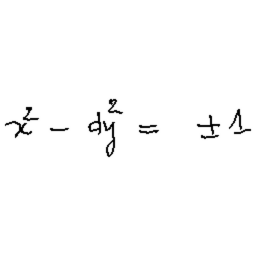 x² - dy² = ±1